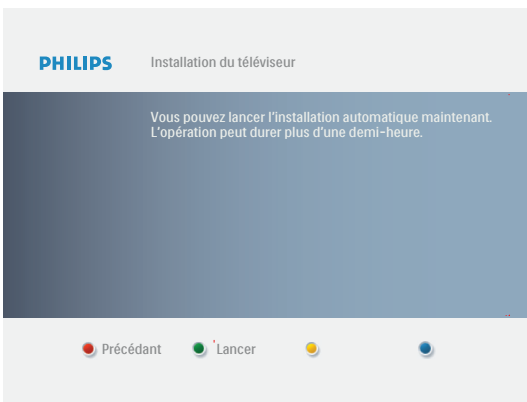 PHILIPS
Installation du téléviseur
Vous pouvez lancer l'installation automatique maintenant.
L'opération peut durer plus d'une demi-heure.
Précédant
Lancer